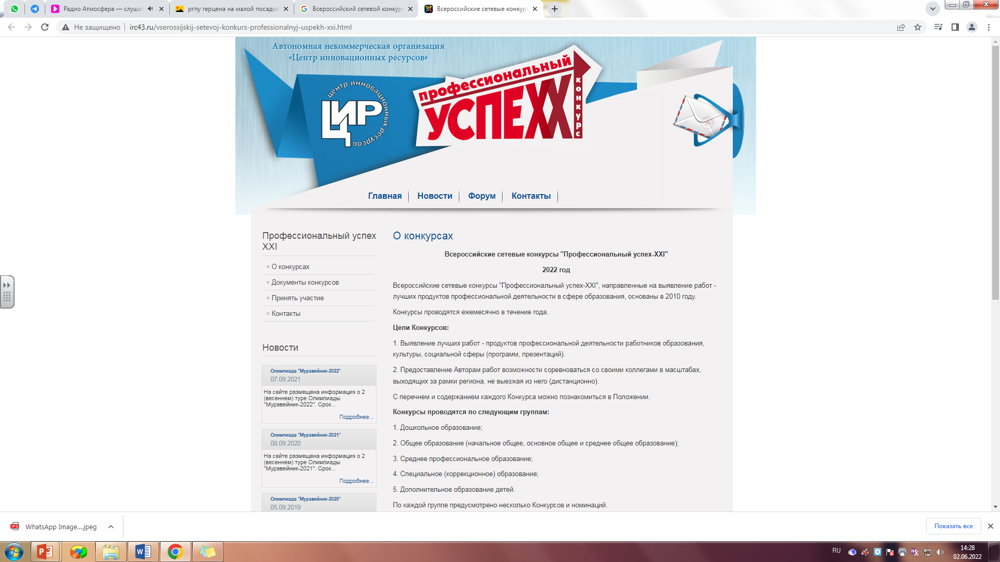 Радио Атмосфера — слушат
ргпу герцена на малой посадск
Всероссийский сетевой конкурс
Всероссийские сетевые конкурс
Не защищено
irc43.ru/vserossijskij-setevoj-konkurs-professionalnyj-uspekh-xxi.html
Автономная некоммерческая организация
«Центр инновационных ресурсов»
центр инновационных ресурсов
ЦИР
профессиональный
УСПЕХХ
конкурс
Главная
Новости
Форум
Контакты
Профессиональный успех
XXI
О конкурсах
Документы конкурсов
Принять участие
Контакты
Новости
Олимпиада "Муравейник-2022"
07.09.2021
На сайте размещена информация о 2
(весеннем) туре Олимпиады
"Муравейник-2022". Срок...
Подробнее...
Олимпиада "Муравейник-2021"
08.09.2020
На сайте размещена информация о 2
(весеннем) туре Олимпиады
"Муравейник-2021". Срок...
Подробнее...
Олимпиада "Муравейник-2020"
05.09.2019
О конкурсах
Всероссийские сетевые конкурсы "Профессиональный успех-XXI"
2022 год
Всероссийские сетевые конкурсы "Профессиональный успех-XXI", направленные на выявление работ -
лучших продуктов профессиональной деятельности в сфере образования, основаны в 2010 году.
Конкурсы проводятся ежемесячно в течение года.
Цели Конкурсов:
1. Выявление лучших работ - продуктов профессиональной деятельности работников образования,
культуры, социальной сферы (программ, презентаций).
2. Предоставление Авторам работ возможности соревноваться со своими коллегами в масштабах,
выходящих за рамки региона, не выезжая из него (дистанционно).
С перечнем и содержанием каждого Конкурса можно познакомиться в Положении.
Конкурсы проводятся по следующим группам:
1. Дошкольное образование;
2. Общее образование (начальное общее, основное общее и среднее общее образование);
3. Среднее профессиональное образование;
4. Специальное (коррекционное) образование;
5. Дополнительное образование детей.
По каждой группе предусмотрено несколько Конкурсов и номинаций.
JPG
WhatsApp Image....jpeg
Показать все
RU
14:28
02.06.2022